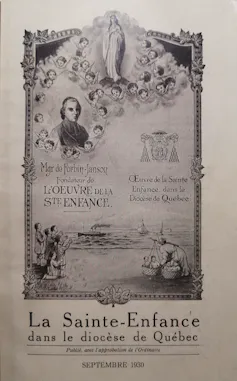 Mgr de Forbin-Janson
Fondateur de
L'OEUVRE DE LA
STE ENFANCE.
Œuvre de la Sainte
Enfance dans le
Diocèse de Québec
La Sainte-Enfance
dans le diocèse de Québec
Publié avec l'approbation de l'Ordinaire
SEPTEMBRE 1939